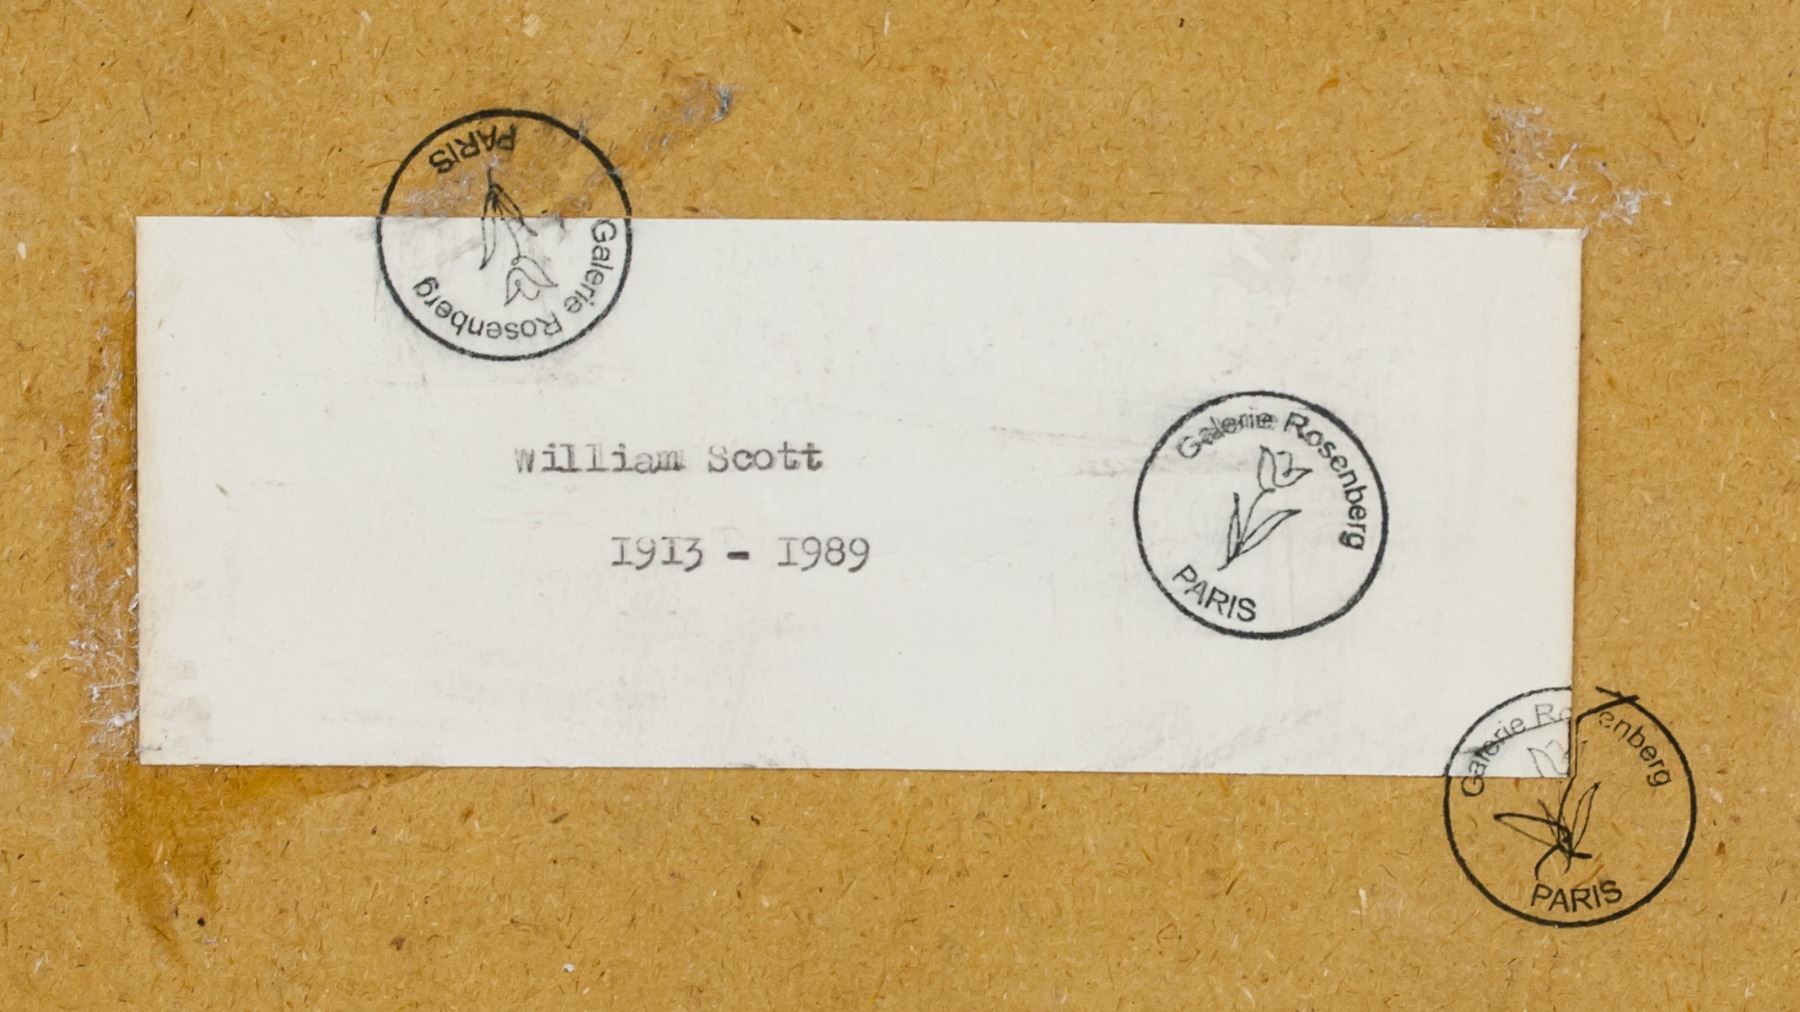 PARIS
Galerie Rosenberg
William Scott
1913 - 1989
Galerie Rosenberg
PARIS
Galerie Rosenberg
PARIS